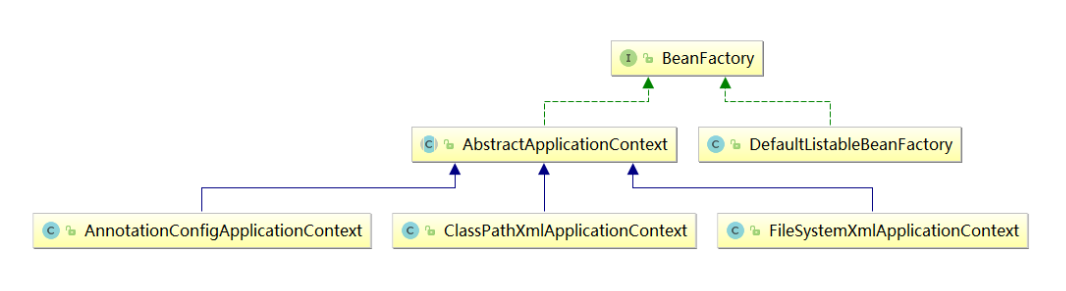 I BeanFactory
C AbstractApplicationContext
C DefaultListableBeanFactory
C AnnotationConfigApplicationContext
C ClassPathXmlApplicationContext
C FileSystemXmlApplicationContext